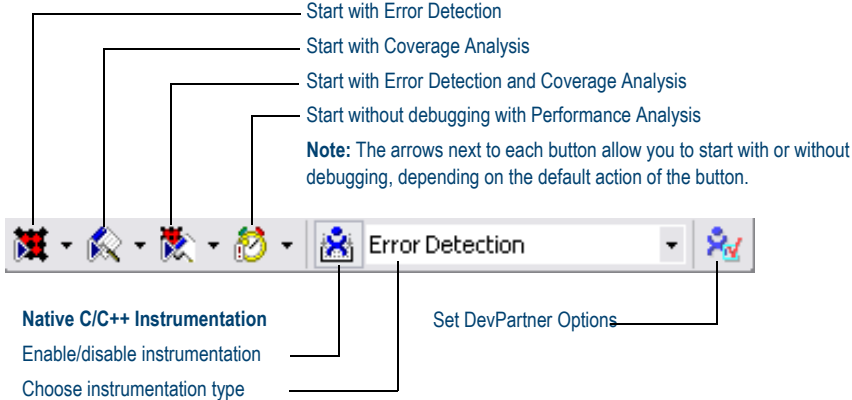 Start with Error Detection
Start with Coverage Analysis
Start with Error Detection and Coverage Analysis
Start without debugging with Performance Analysis
Note: The arrows next to each button allow you to start with or without
debugging, depending on the default action of the button.
Error Detection
Native C/C++ Instrumentation
Enable/disable instrumentation
Choose instrumentation type
Set DevPartner Options